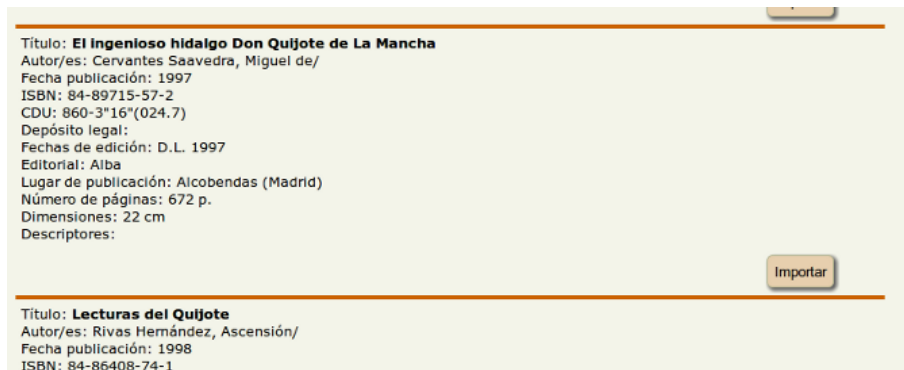 Título: El ingenioso hidalgo Don Quijote de La Mancha
Autor/es: Cervantes Saavedra, Miguel de/
Fecha publicación: 1997
ISBN: 84-89715-57-2
CDU: 860-3"16"(024.7)
Depósito legal:
Fechas de edición: D.L. 1997
Editorial: Alba
Lugar de publicación: Alcobendas (Madrid)
Número de páginas: 672 p.
Dimensiones: 22 cm
Descriptores:
Importar
Título: Lecturas del Quijote
Autor/es: Rivas Hernández, Ascensión/
Fecha publicación: 1998
ISBN: 84-86408-74-1